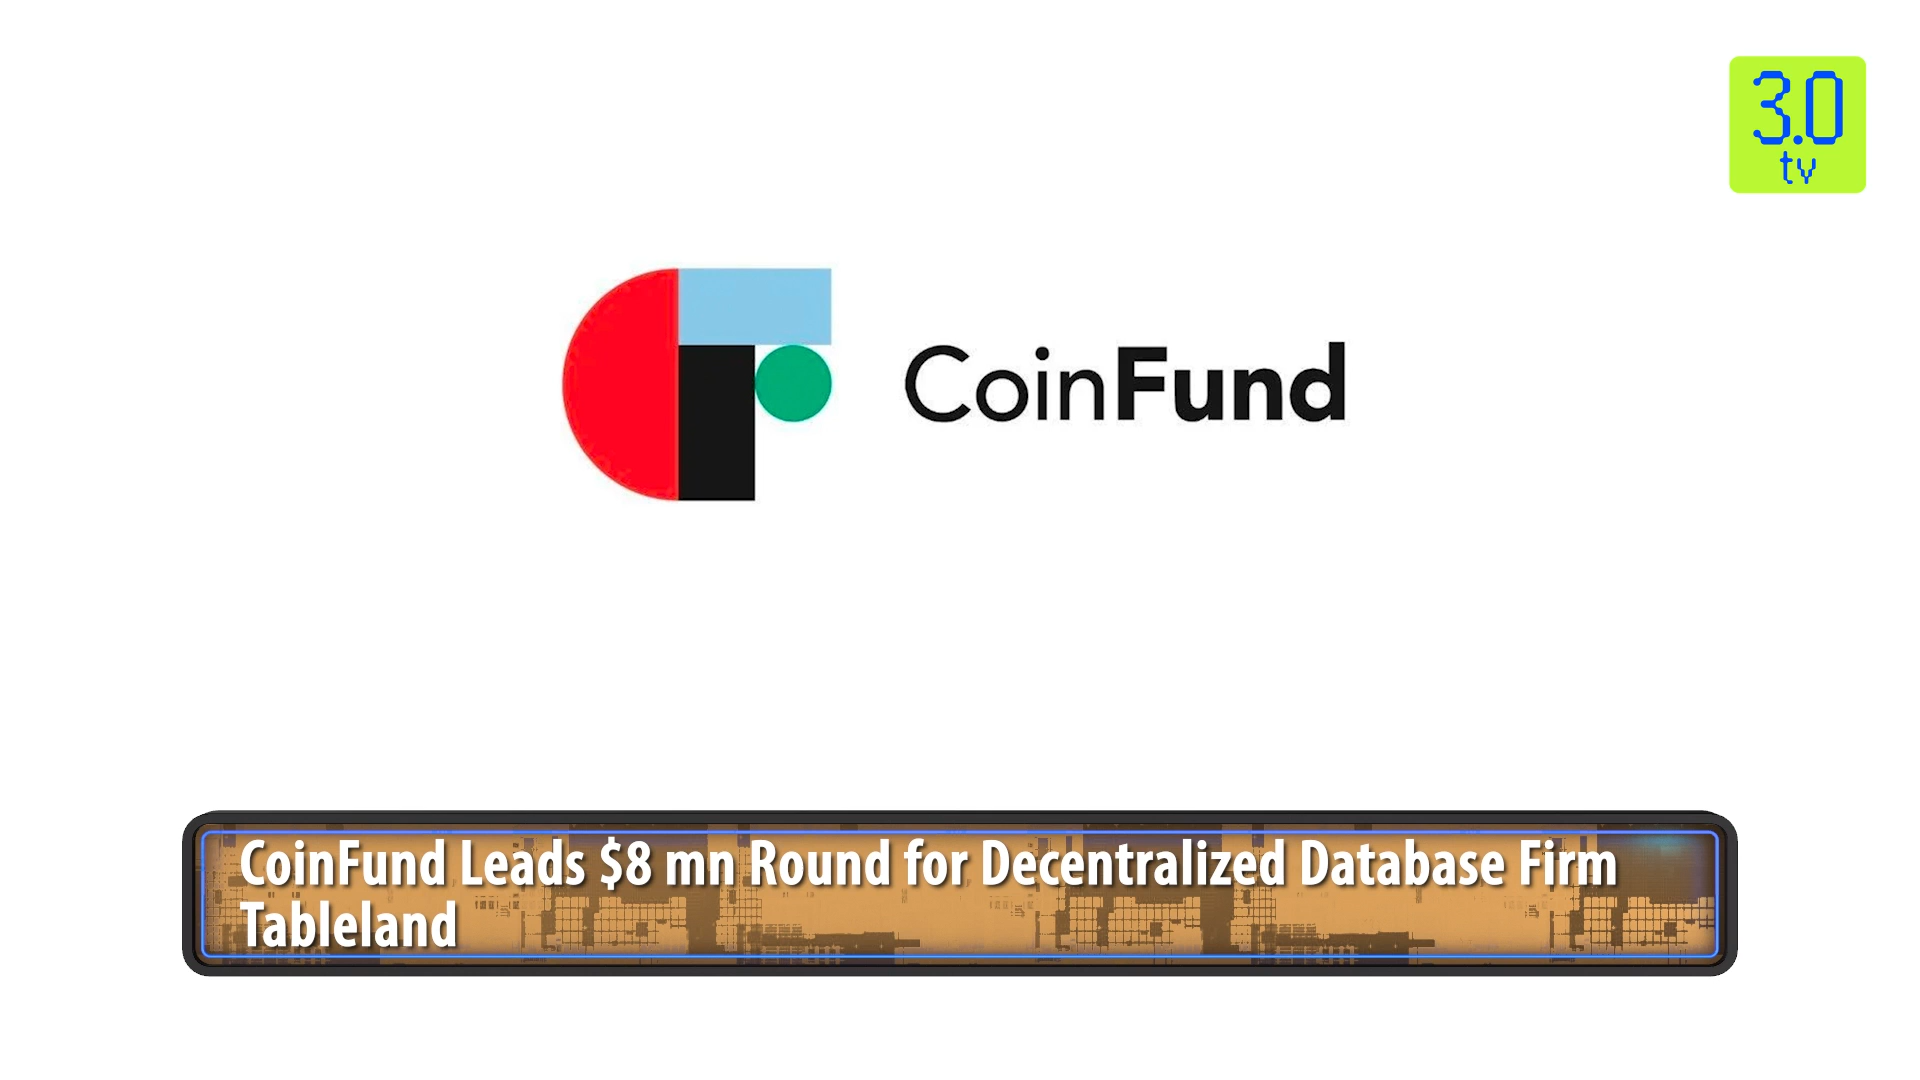 3.0
tv
CoinFund
CoinFund Leads $8 mn Round for Decentralized Database Firm
Tableland